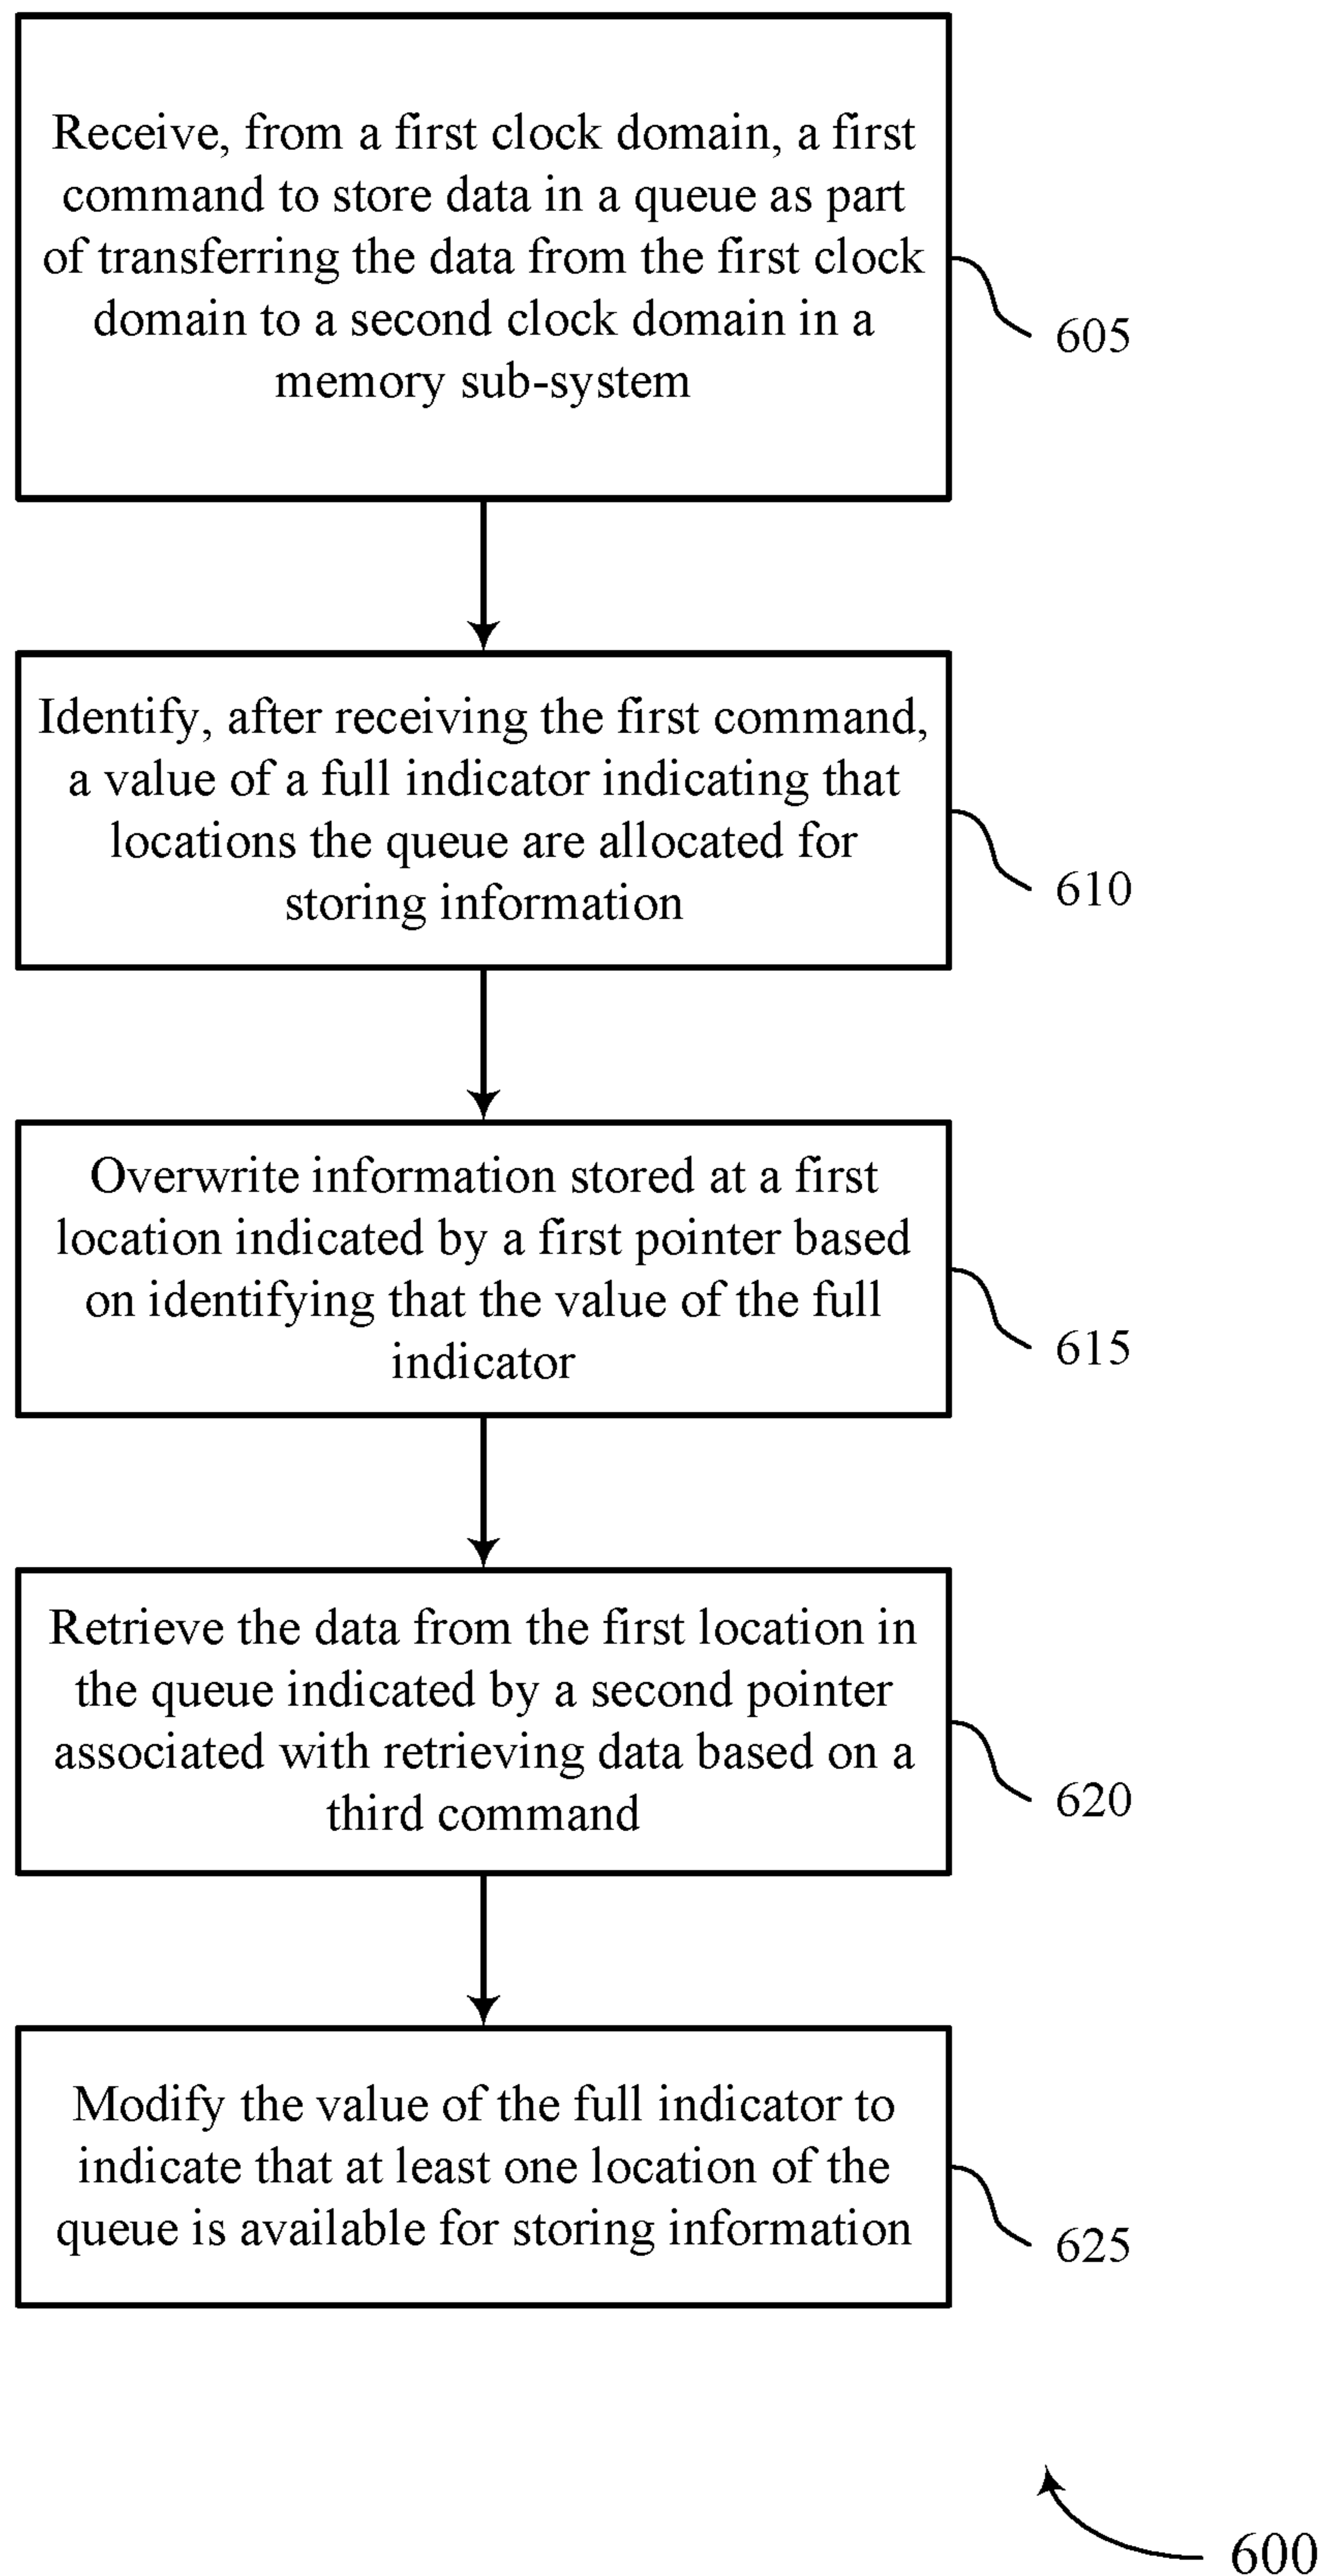 Receive, from a first clock domain, a first
command to store data in a queue as part
of transferring the data from the first clock
domain to a second clock domain in a
memory sub-system
605
Identify, after receiving the first command,
a value of a full indicator indicating that
locations the queue are allocated for
storing information
610
Overwrite information stored at a first
location indicated by a first pointer based
on identifying that the value of the full
indicator
615
Retrieve the data from the first location in
the queue indicated by a second pointer
associated with retrieving data based on a
third command
620
Modify the value of the full indicator to
indicate that at least one location of the
queue is available for storing information
625
600